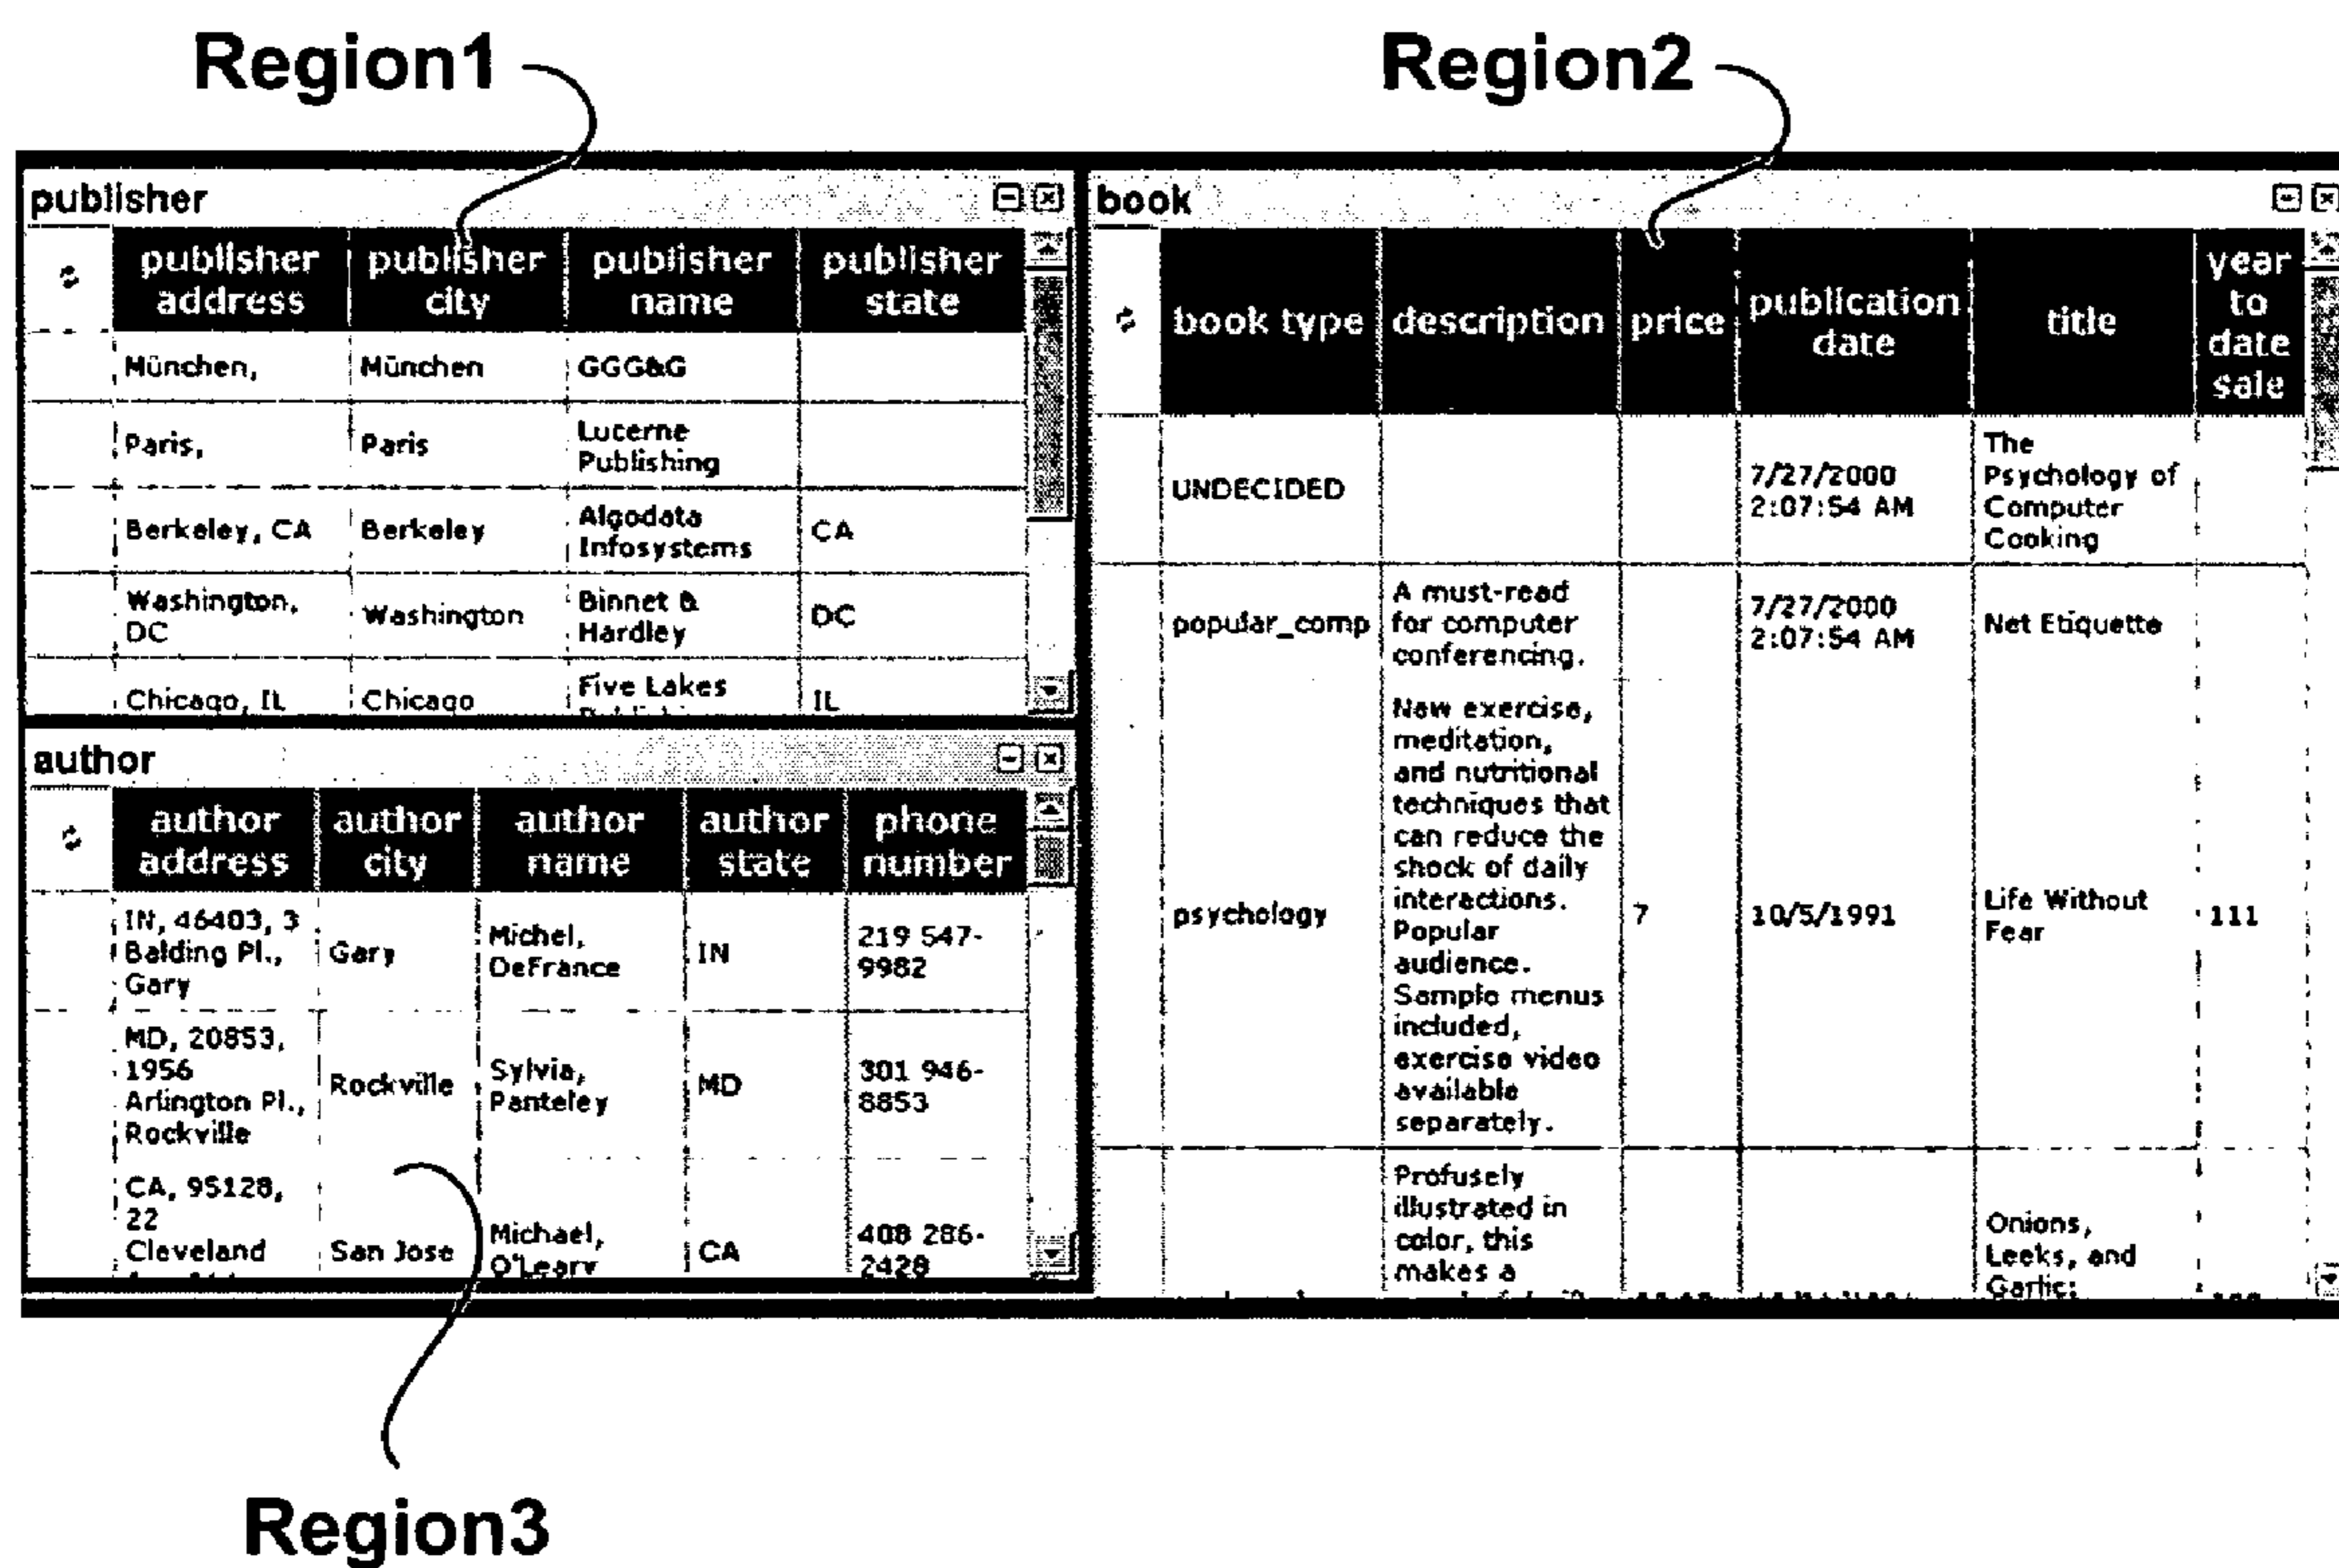 Region1
Region2
publisher
publisher address
publisher city
publisher name
publisher state
München,
München
GGG&G
Paris,
Paris
Lucerne
Publishing
Berkeley, CA
Berkeley
Algodata
Infosystems
CA
Washington,
DC
Washington
Binnet &
Hardley
DC
Chicago, IL
Chicago
Five Lakes
IL
author
author address
author city
author name
author state
phone number
IN, 46403, 3
Balding Pl.,
Gary
Gary
Michel,
DeFrance
IN
219 547-
9982
MD, 20853,
1956
Arlington Pl.,
Rockville
Rockville
Sylvia,
Panteley
MD
301 946-
8853
CA, 95128,
22
Cleveland
San Jose
Michael,
O'Leary
CA
408 286-
2428
book
book type
description
price
publication
date
title
year
to
date
sale
UNDECIDED
7/27/2000
2:07:54 AM
The
Psychology of
Computer
Cooking
popular_comp
A must-read
for computer
conferencing.
7/27/2000
2:07:54 AM
Net Etiquette
psychology
New exercise,
meditation,
and nutritional
techniques that
can reduce the
shock of daily
interactions.
Popular
audience.
Sample menus
included,
exercise video
available
separately.
7
10/5/1991
Life Without
Fear
111
Profusely
illustrated in
color, this
makes a
Onions,
Leeks, and
Garlic:
Region3